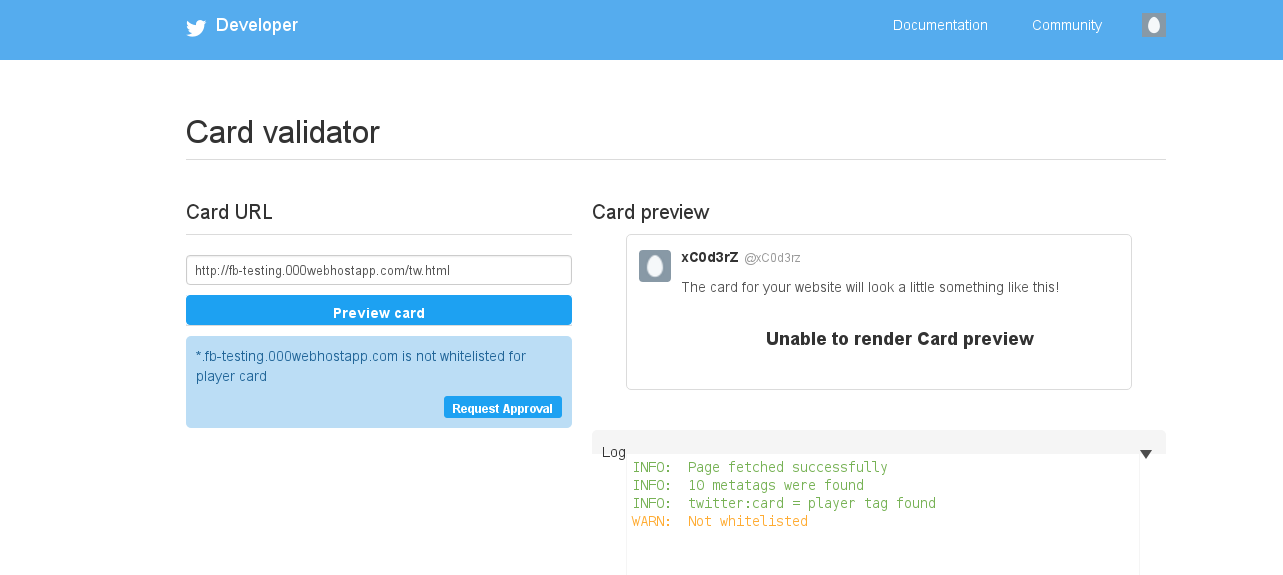 Developer
Documentation
Community
Card validator
Card URL
http://fb-testing.000webhostapp.com/tw.html
Preview card
*.fb-testing.000webhostapp.com is not whitelisted for
player card
Request Approval
Card preview
xC0d3rZ @xC0d3rz
The card for your website will look a little something like this!
Unable to render Card preview
Log
INFO: Page fetched successfully
INFO: 10 metatags were found
INFO: twitter:card = player tag found
WARN: Not whitelisted